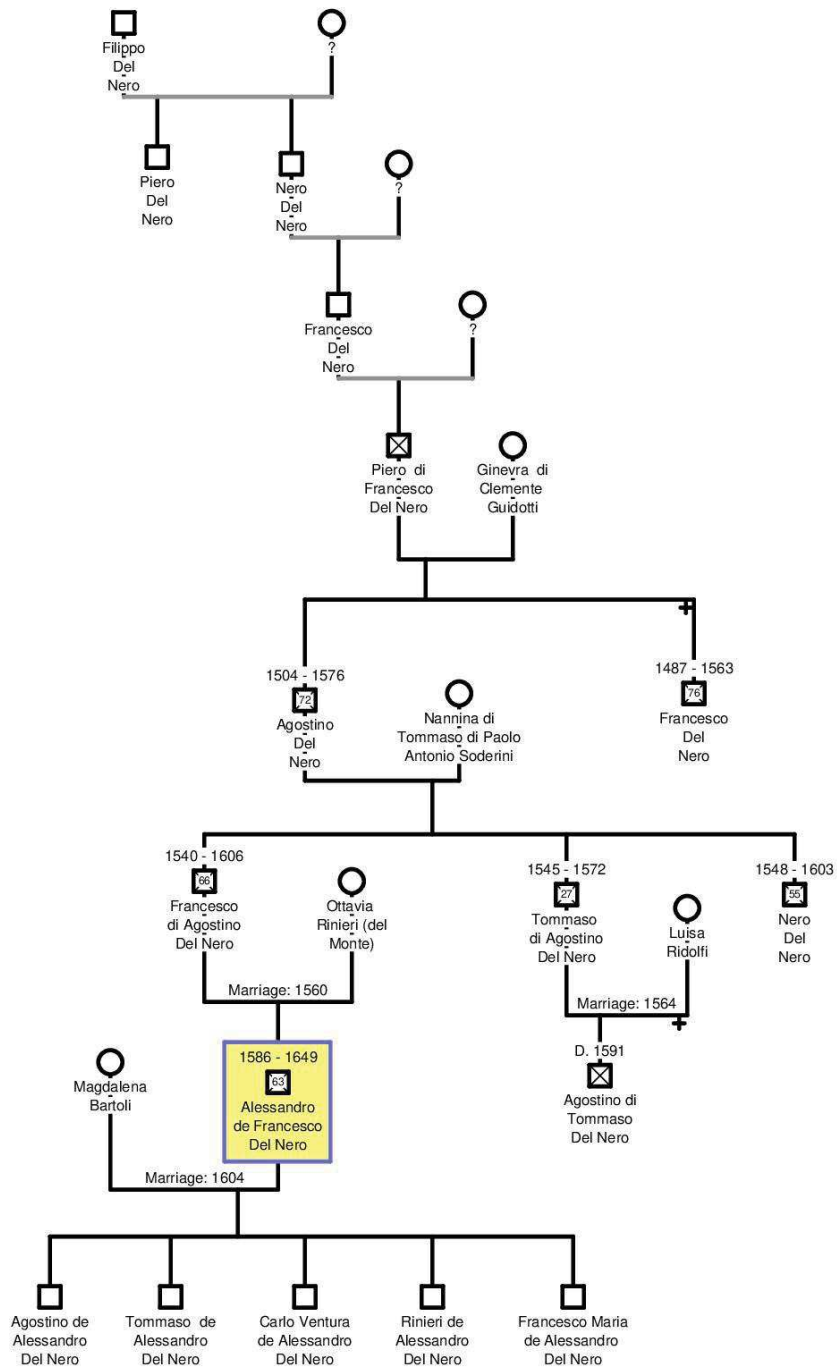 Filippo
Del
Nero
?
Piero
Del
Nero
Nero
Del
Nero
?
Francesco
Del
Nero
?
Piero di
Francesco
Del Nero
Ginevra di
Clemente
Guidotti
1504 - 1576
72
Agostino
Del
Nero
Nannina di
Tommaso di Paolo
Antonio Soderini
1487 - 1563
76
Francesco
Del
Nero
1540 - 1606
66
Francesco
di Agostino
Del Nero
Ottavia
Rinieri (del
Monte)
1545 - 1572
27
Tommaso
di Agostino
Del Nero
Luisa
Ridolfi
1548 - 1603
55
Nero
Del
Nero
Marriage: 1560
Marriage: 1564
Magdalena
Bartoli
1586 - 1649
63
Alessandro
de Francesco
Del Nero
D. 1591
Agostino di
Tommaso
Del Nero
Marriage: 1604
Agostino de
Alessandro
Del Nero
Tommaso de
Alessandro
Del Nero
Carlo Ventura
de Alessandro
Del Nero
Rinieri de
Alessandro
Del Nero
Francesco Maria
de Alessandro
Del Nero